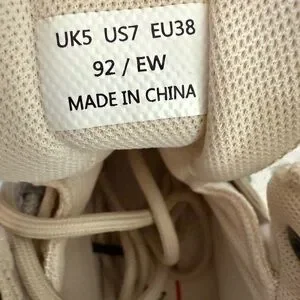 UK5 US7 EU38
92 / EW
MADE IN CHINA